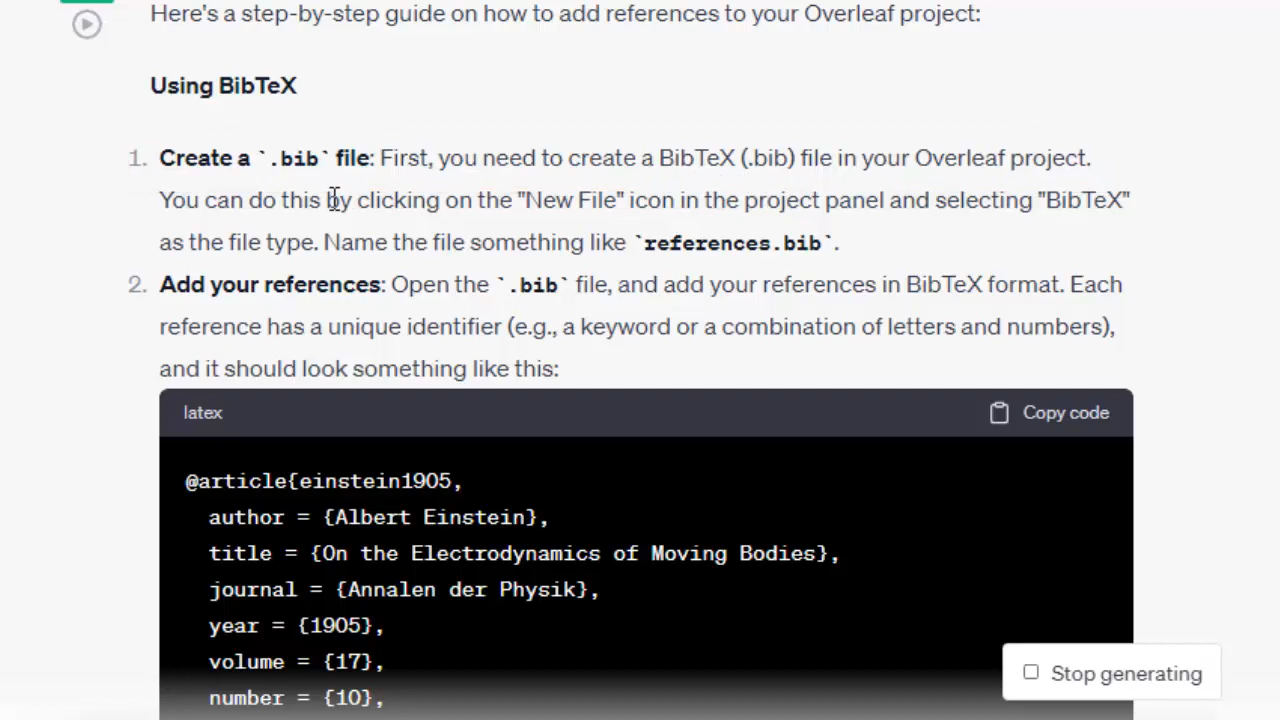 Here's a step-by-step guide on how to add references to your Overleaf project:
Using BibTeX
1. Create a `.bib` file: First, you need to create a BibTeX (.bib) file in your Overleaf project.
You can do this by clicking on the "New File" icon in the project panel and selecting "BibTeX"
as the file type. Name the file something like `references.bib`.
2. Add your references: Open the `.bib` file, and add your references in BibTeX format. Each
reference has a unique identifier (e.g., a keyword or a combination of letters and numbers),
and it should look something like this:
latex Copy code
@article{einstein1905,
  author = {Albert Einstein},
  title = {On the Electrodynamics of Moving Bodies},
  journal = {Annalen der Physik},
  year = {1905},
  volume = {17},
  number = {10},
Stop generating